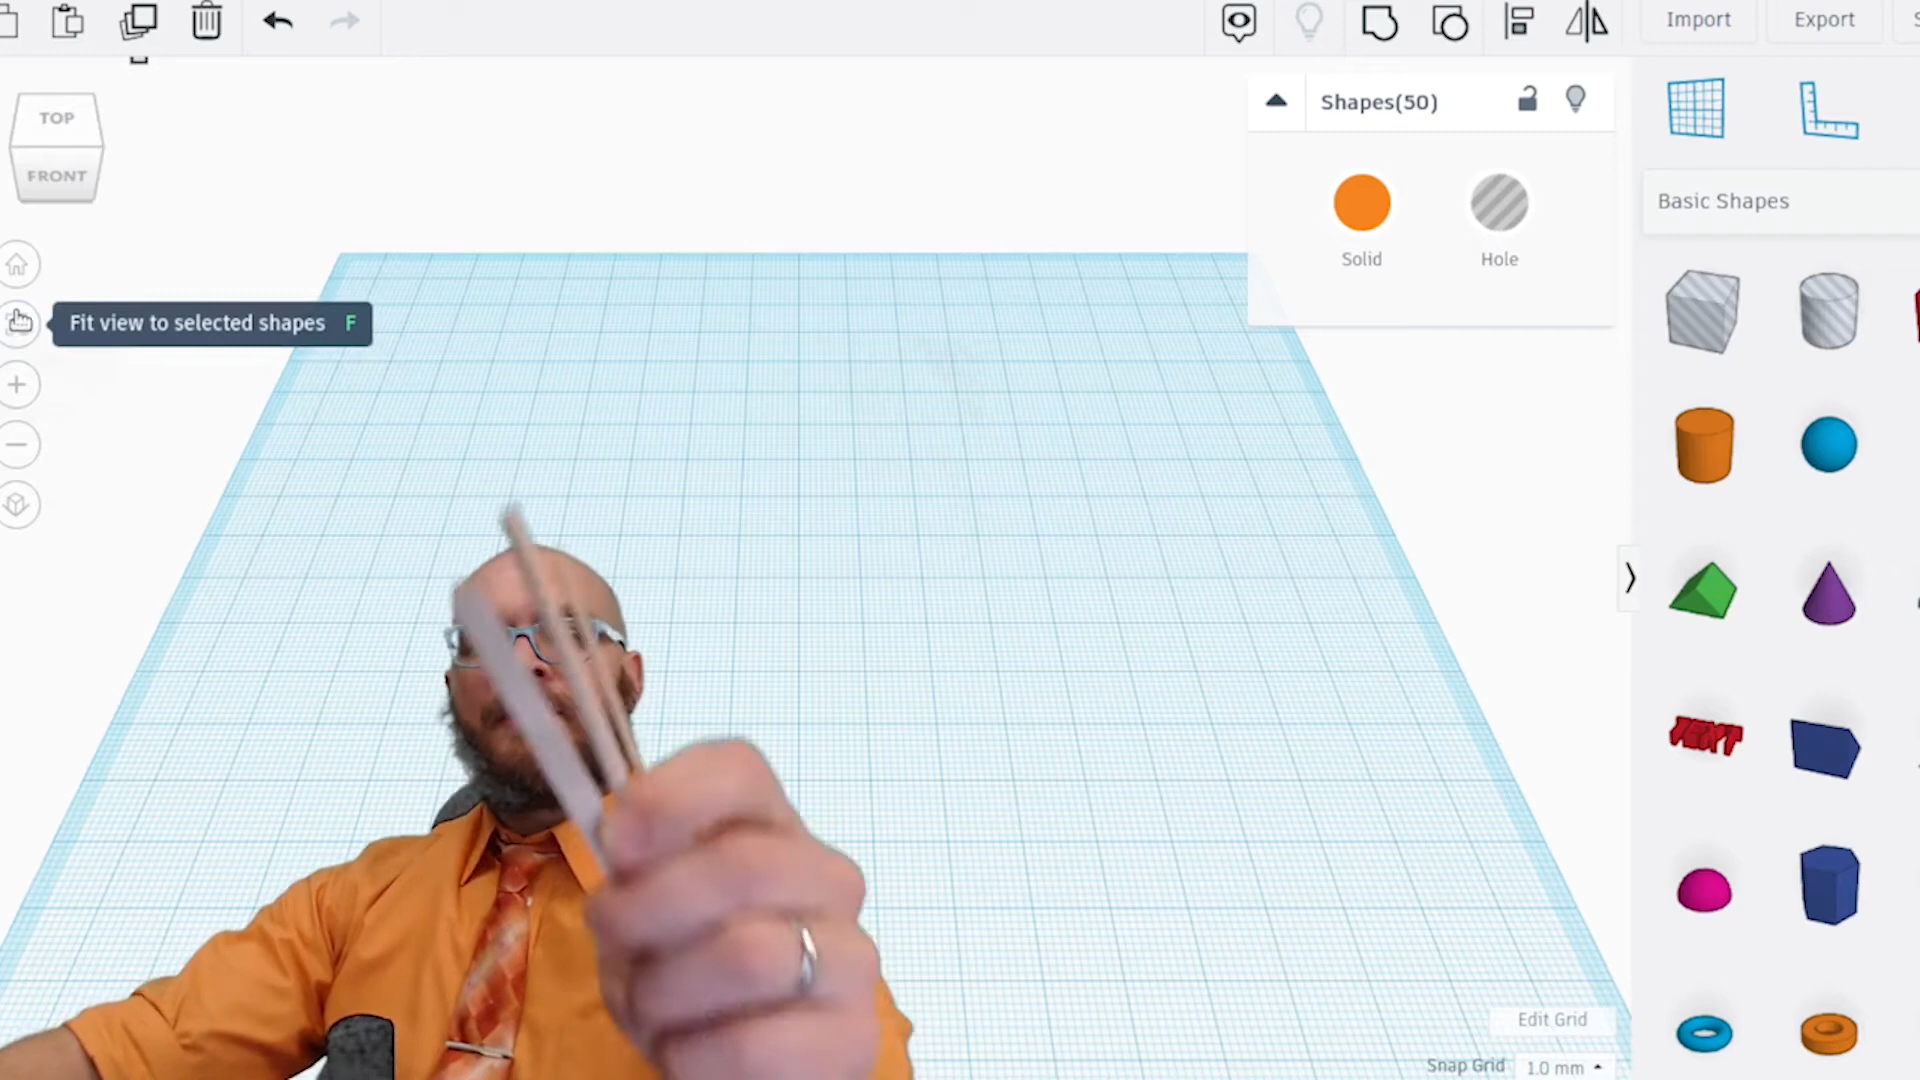 Import
Export
TOP
FRONT
Shapes(50)
Solid
Hole
Basic Shapes
Fit view to selected shapes F
TEXT
Edit Grid
Snap Grid 1.0 mm